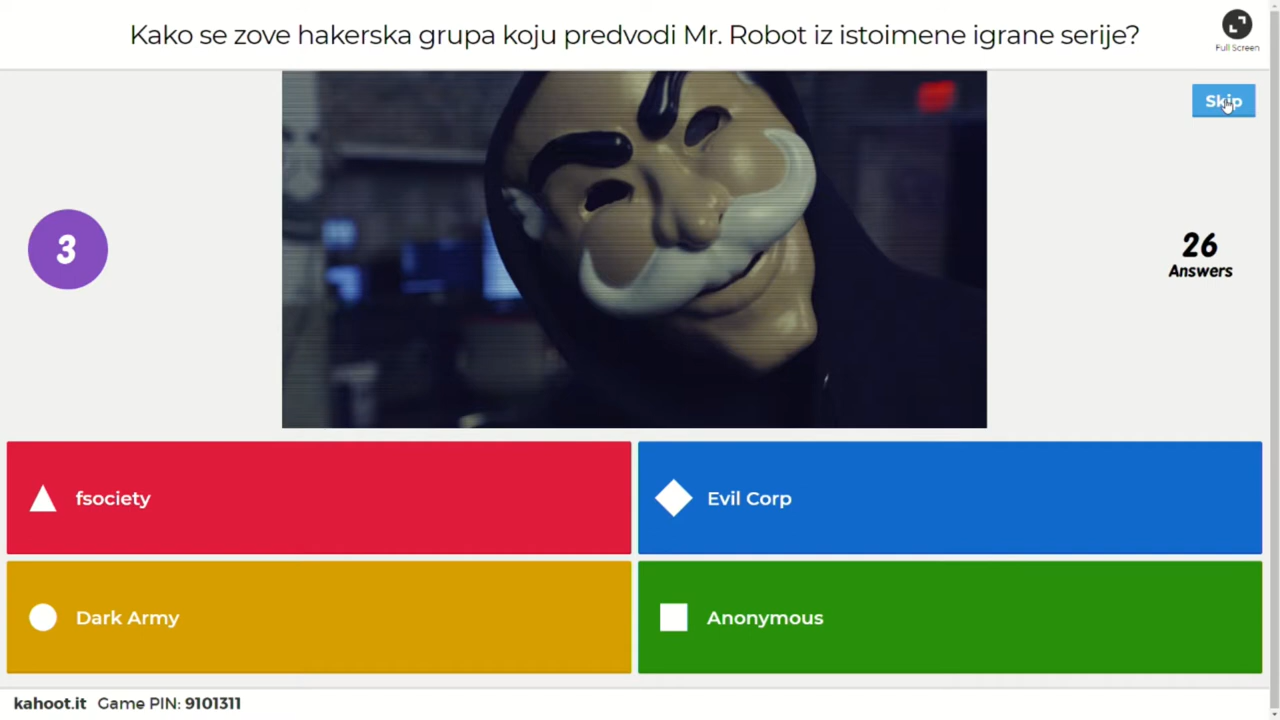 Kako se zove hakerska grupa koju predvodi Mr. Robot iz istoimene igrane serije?
Full Screen
Skip
3
26
Answers
fsociety
Evil Corp
Dark Army
Anonymous
kahoot.it Game PIN: 9101311